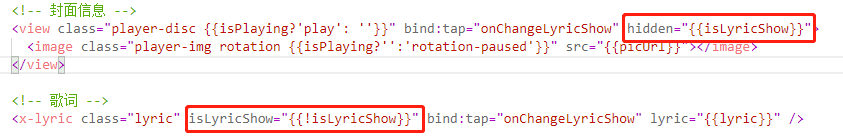 <!-- 封面信息 -->
<view class="player-disc {{isPlaying?'play': ''}}" bind:tap="onChangeLyricShow" hidden="{{isLyricShow}}">
<image class="player-img rotation {{isPlaying?'':'rotation-paused'}}" src="{{picUrl}}"></image>
</view>
<!-- 歌词 -->
<x-lyric class="lyric" isLyricShow="{{!isLyricShow}}" bind:tap="onChangeLyricShow" lyric="{{lyric}}" />